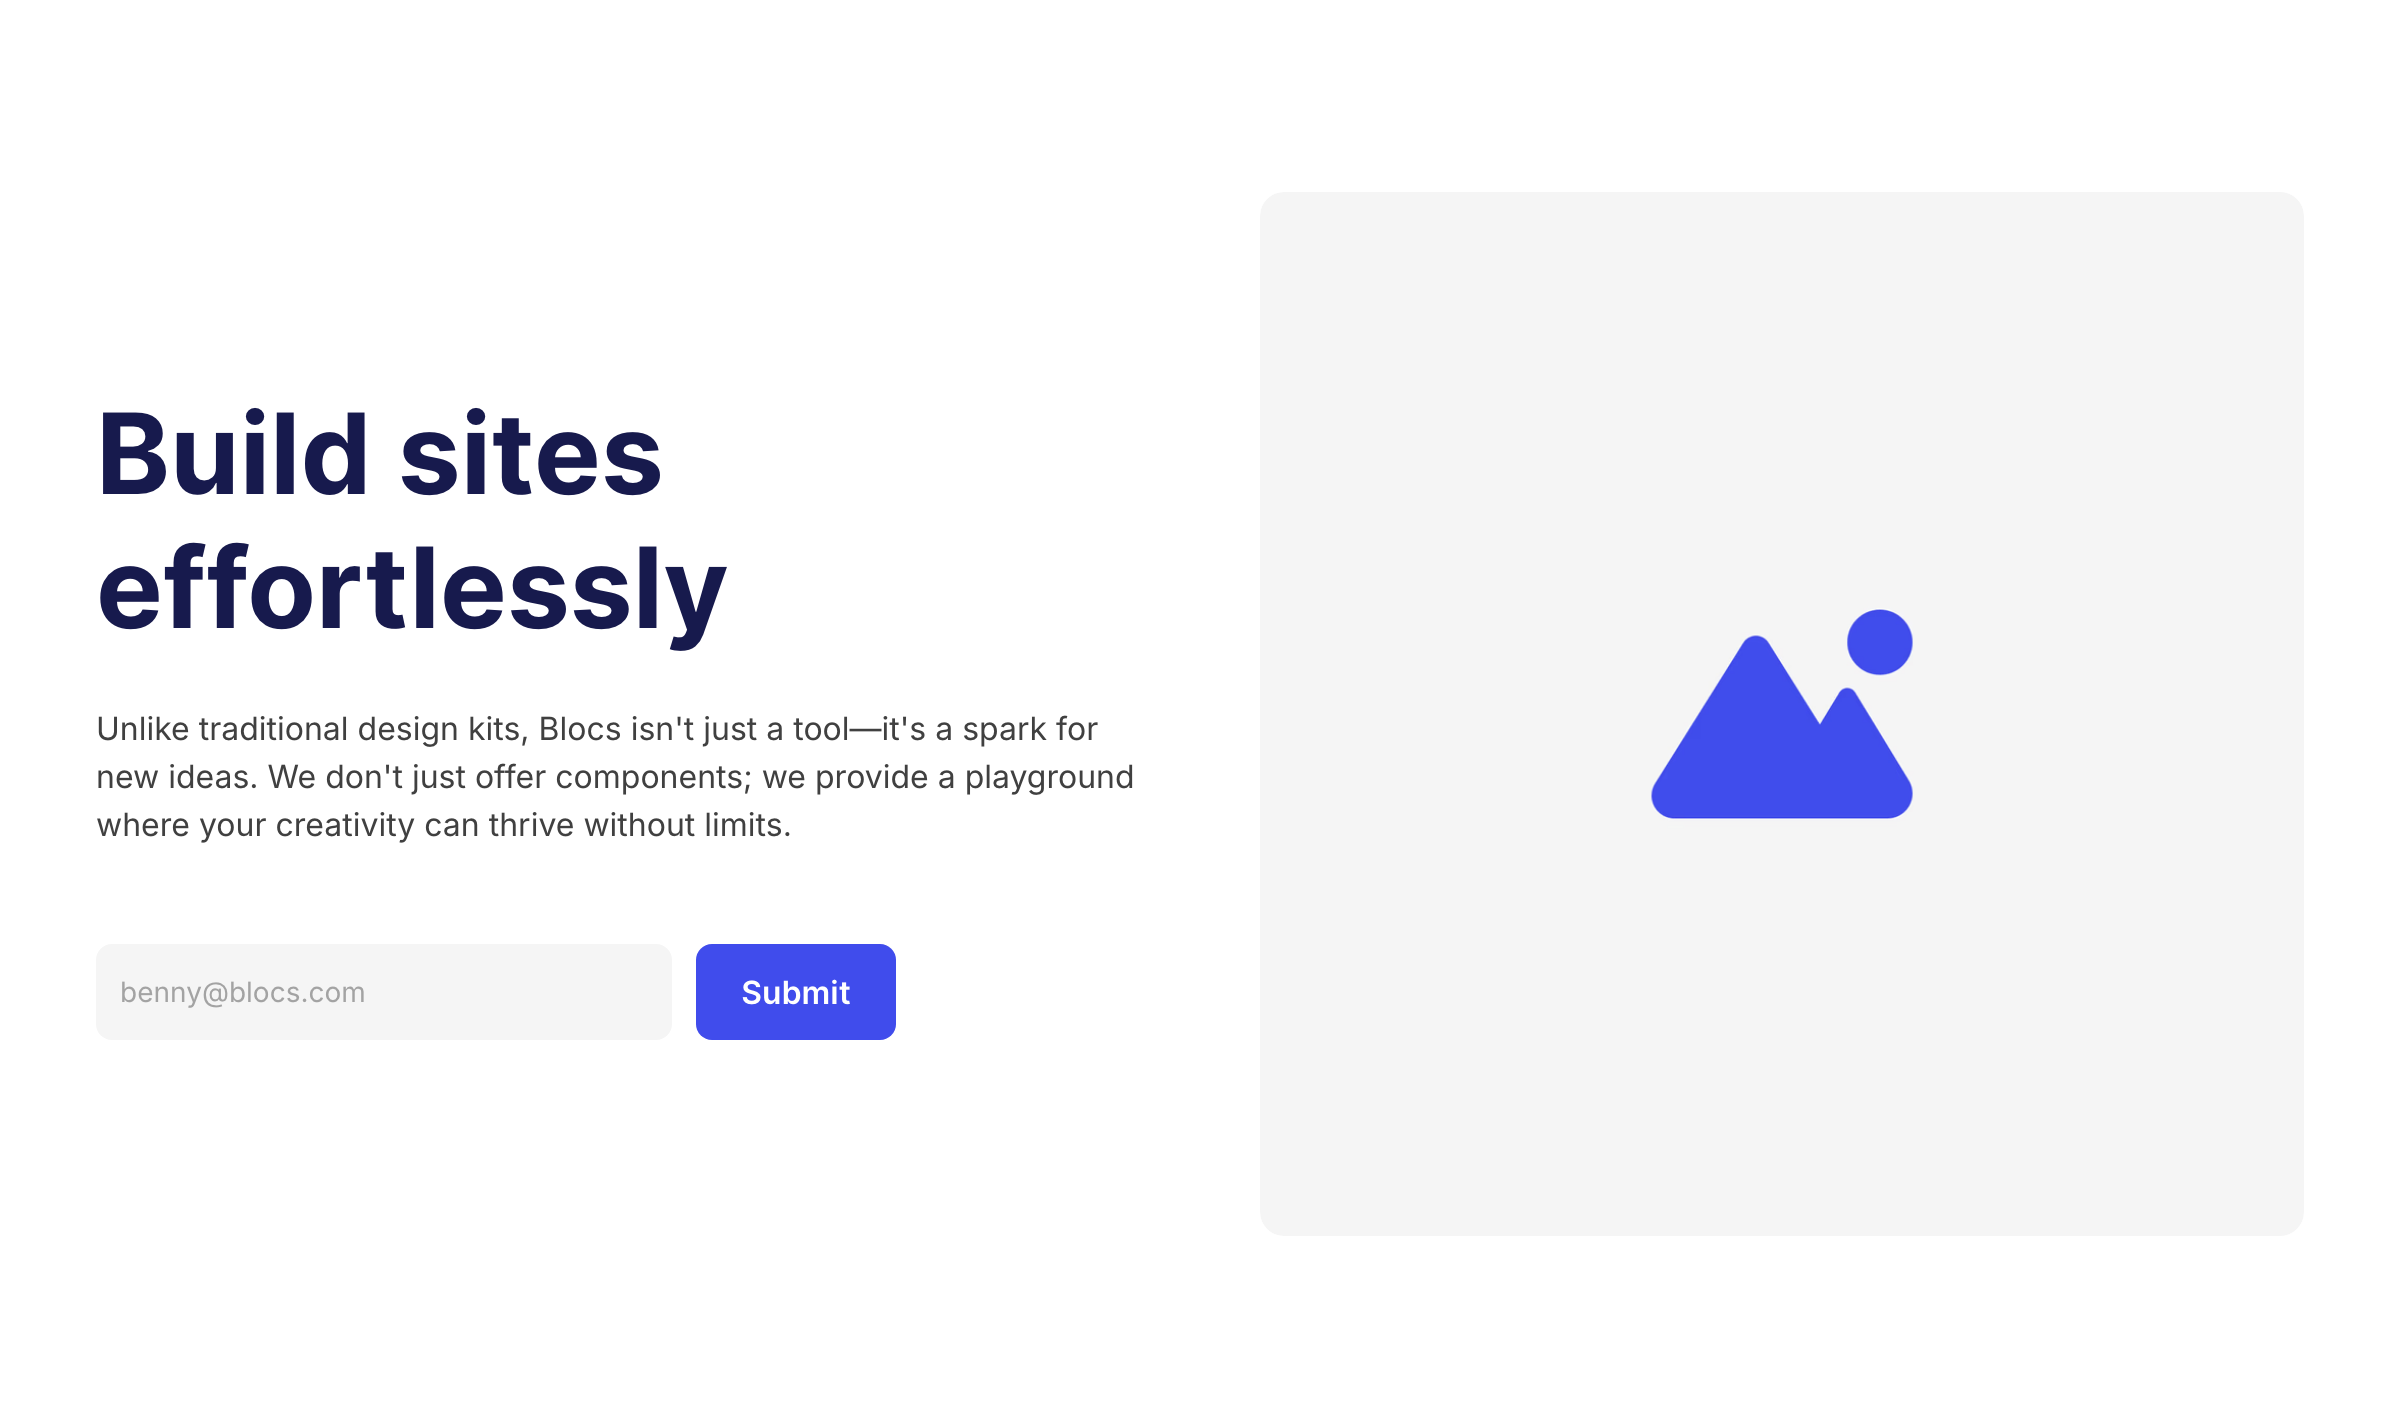 Build sites
effortlessly
Unlike traditional design kits, Blocs isn't just a tool—it's a spark for
new ideas. We don't just offer components; we provide a playground
where your creativity can thrive without limits.
benny@blocs.com
Submit